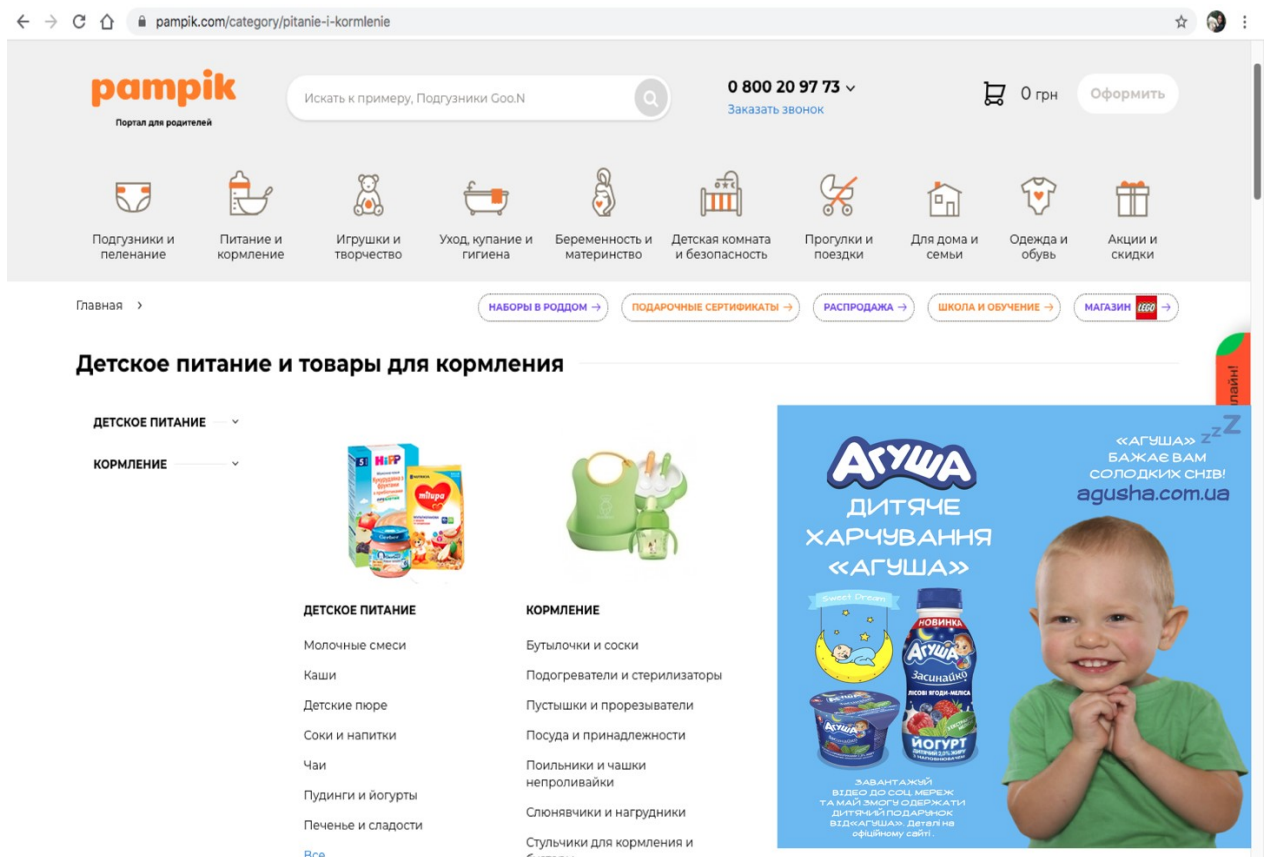 pampik.com/category/pitanie-i-kormlenie
pampik
Портал для родителей
Искать к примеру, Подгузники Goo.N
0 800 20 97 73
Заказать звонок
0 грн
Оформить
Подгузники и
пеленание
Питание и
кормление
Игрушки и
творчество
Уход, купание и
гигиена
Беременность и
материнство
Детская комната
и безопасность
Прогулки и
поездки
Для дома и
семьи
Одежда и
обувь
Акции и
скидки
Главная >
НАБОРЫ В РОДДОМ →
ПОДАРОЧНЫЕ СЕРТИФИКАТЫ →
РАСПРОДАЖА →
ШКОЛА И ОБУЧЕНИЕ →
МАГАЗИН LEGO →
Детское питание и товары для кормления
ДЕТСКОЕ ПИТАНИЕ
КОРМЛЕНИЕ
HiPP
milupa
Gerber
ДЕТСКОЕ ПИТАНИЕ
Молочные смеси
Каши
Детские пюре
Соки и напитки
Чаи
Пудинги и йогурты
Печенье и сладости
Все
КОРМЛЕНИЕ
Бутылочки и соски
Подогреватели и стерилизаторы
Пустышки и прорезыватели
Посуда и принадлежности
Поильники и чашки
непроливайки
Слюнявчики и нагрудники
Стульчики для кормления и
АГУША
ДИТЯЧЕ
ХАРЧУВАННЯ
«АГУША»
«АГУША»
БАЖАЄ ВАМ
СОЛОДКИХ СНІВ!
agusha.com.ua
zzZ
Sweet Dream
НОВИНКА
АГУША
Засинайко
ЛІСОВІ ЯГОДИ-МЕЛІСА
ЙОГУРТ
АГУША
ЗАВАНТАЖУЙ
ВІДЕО ДО СОЦ. МЕРЕЖ
ТА МАЙ ЗМОГУ ОДЕРЖАТИ
ДИТЯЧИЙ ПОДАРУНОК
ВІД«АГУША». Деталі на
офіційному сайті .